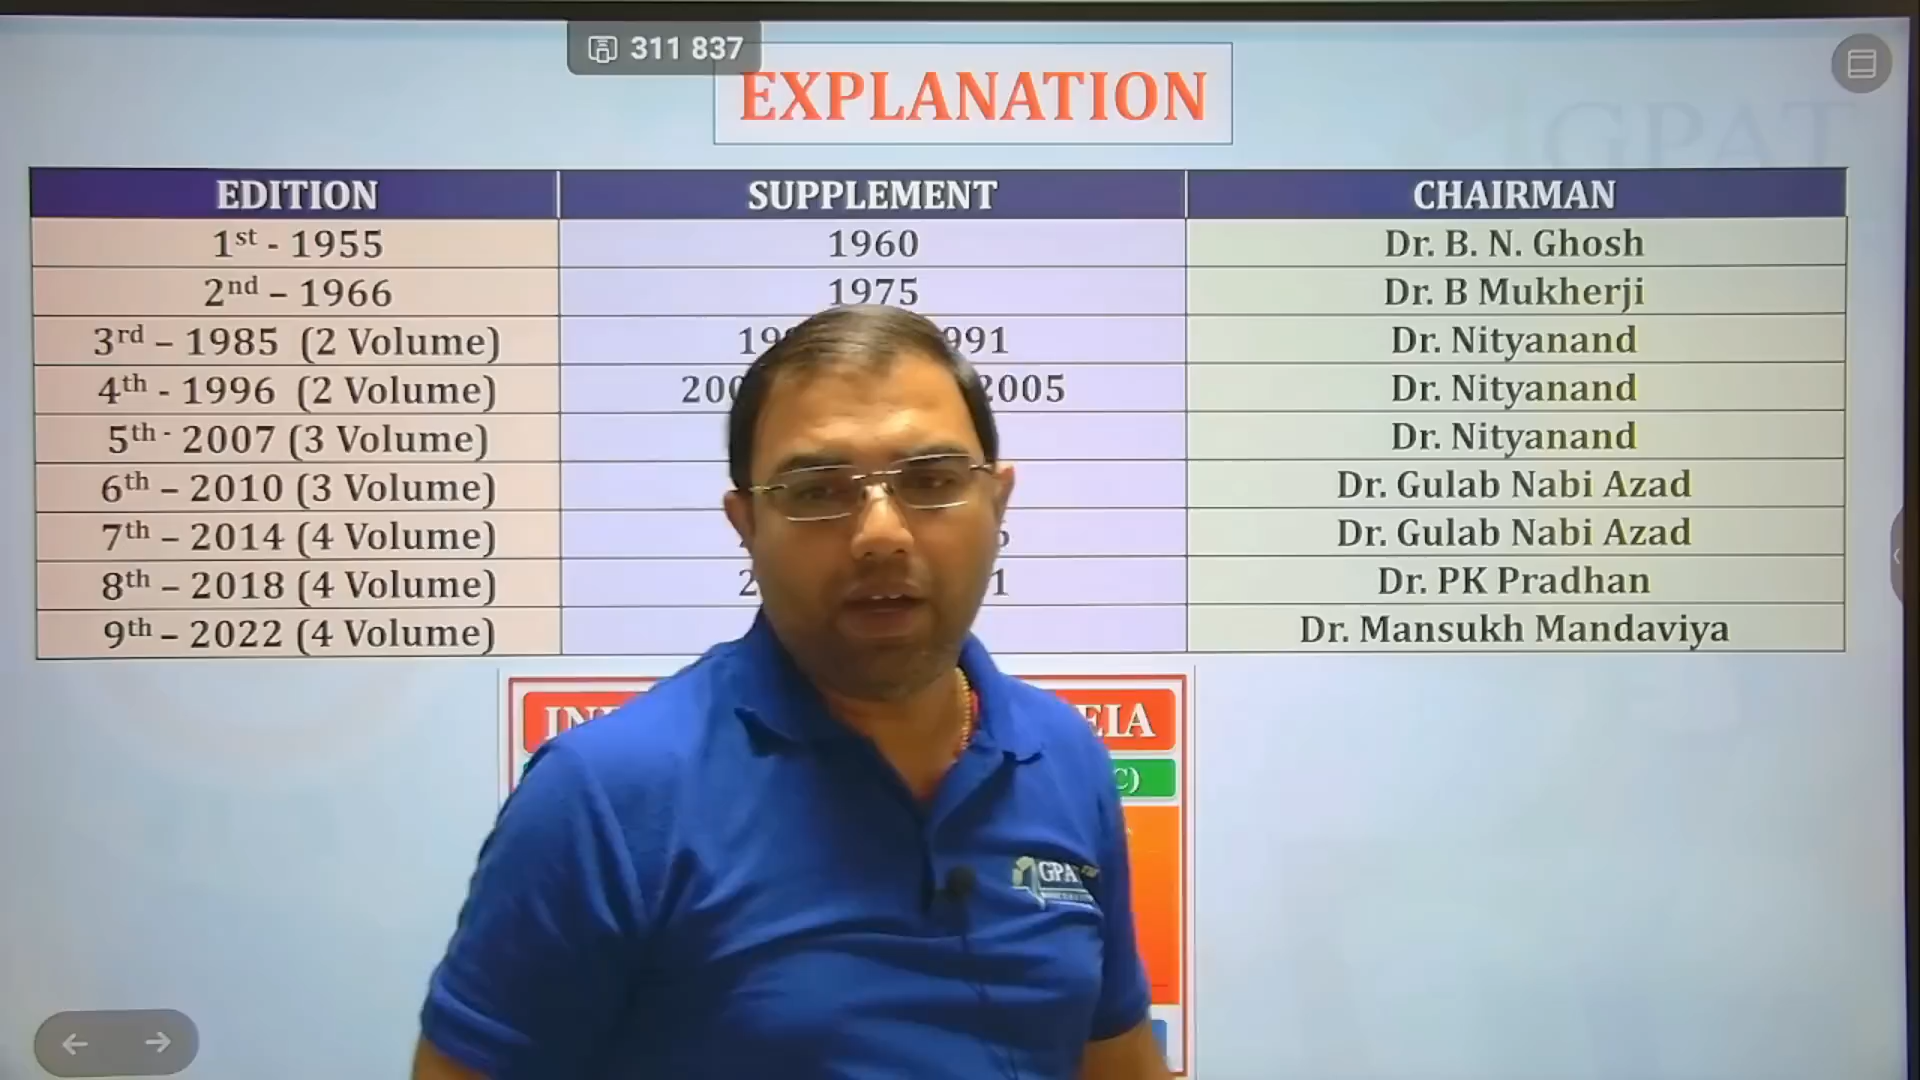 311 837
EXPLANATION
GPAT
EDITION SUPPLEMENT CHAIRMAN
1st - 1955 1960 Dr. B. N. Ghosh
2nd – 1966 1975 Dr. B Mukherji
3rd – 1985 (2 Volume) Dr. Nityanand
4th - 1996 (2 Volume) 2005 Dr. Nityanand
5th - 2007 (3 Volume) Dr. Nityanand
6th – 2010 (3 Volume) Dr. Gulab Nabi Azad
7th – 2014 (4 Volume) Dr. Gulab Nabi Azad
8th – 2018 (4 Volume) Dr. PK Pradhan
9th – 2022 (4 Volume) Dr. Mansukh Mandaviya